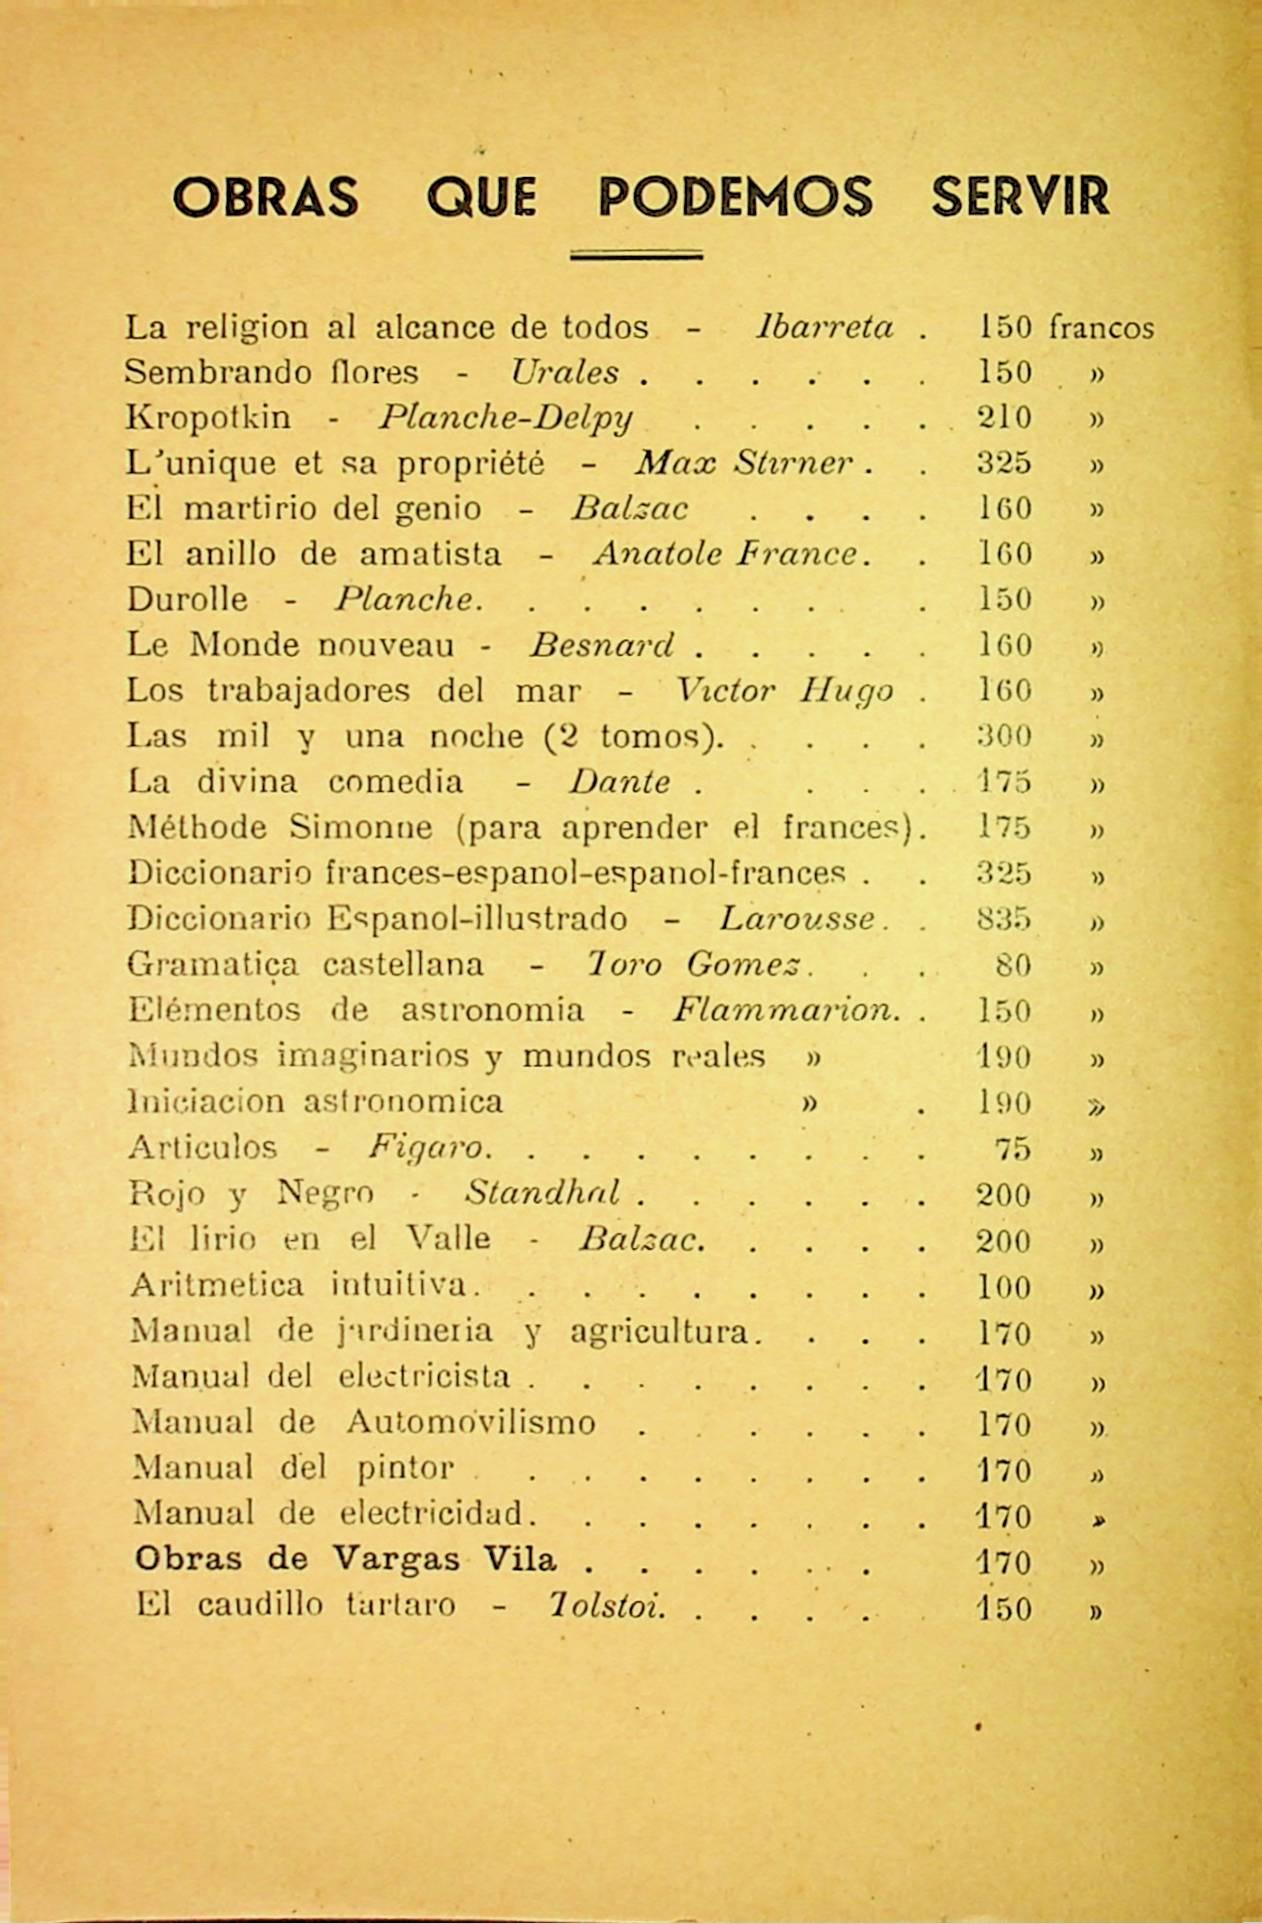 OBRAS QUE PODEMOS SERVIR
La religion al alcance de todos - Ibarreta . 150 francos
Sembrando flores - Urales . . . . . . 150 »
Kropotkin - Planche-Delpy . . . . . . 210 »
L'unique et sa propriété - Max Stirner . . 325 »
El martirio del genio - Balzac . . . . 160 »
El anillo de amatista - Anatole France. . 160 »
Durolle - Planche. . . . . . . . . 150 »
Le Monde nouveau - Besnard . . . . . 160 »
Los trabajadores del mar - Victor Hugo . 160 »
Las mil y una noche (2 tomos). . . . . 300 »
La divina comedia - Dante . . . . 175 »
Méthode Simonne (para aprender el frances). 175 »
Diccionario frances-espanol-espanol-frances . . 325 »
Diccionario Espanol-illustrado - Larousse. . 835 »
Gramatica castellana - Toro Gomez. . . . 80 »
Elémentos de astronomia - Flammarion. . 150 »
Mundos imaginarios y mundos reales » 190 »
Iniciacion astronomica » . 190 »
Articulos - Figaro. . . . . . . . . 75 »
Rojo y Negro - Standhal . . . . . . 200 »
El lirio en el Valle - Balzac. . . . . 200 »
Aritmetica intuitiva. . . . . . . . . 100 »
Manual de jardineria y agricultura. . . . 170 »
Manual del electricista . . . . . . . . 170 »
Manual de Automovilismo . . . . . . 170 »
Manual del pintor . . . . . . . . . 170 »
Manual de electricidad. . . . . . . . 170 »
Obras de Vargas Vila . . . . . . . 170 »
El caudillo tartaro - Tolstoi. . . . . 150 »